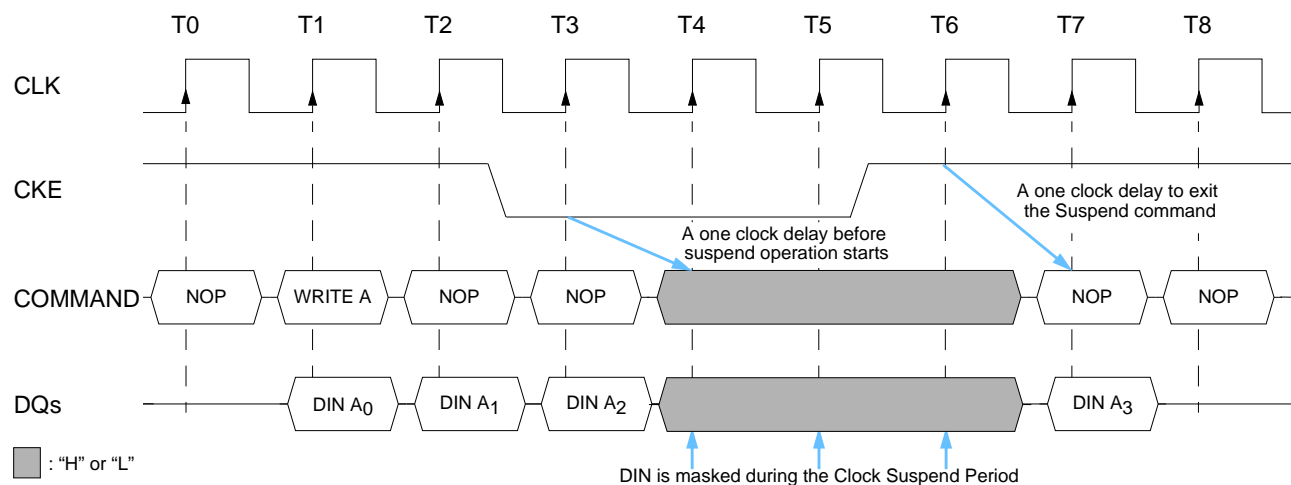 T0 T1 T2 T3 T4 T5 T6 T7 T8
CLK
CKE
A one clock delay to exit
the Suspend command
A one clock delay before
suspend operation starts
COMMAND NOP WRITE A NOP NOP NOP NOP
DQs DIN A0 DIN A1 DIN A2 DIN A3
: “H” or “L”
DIN is masked during the Clock Suspend Period